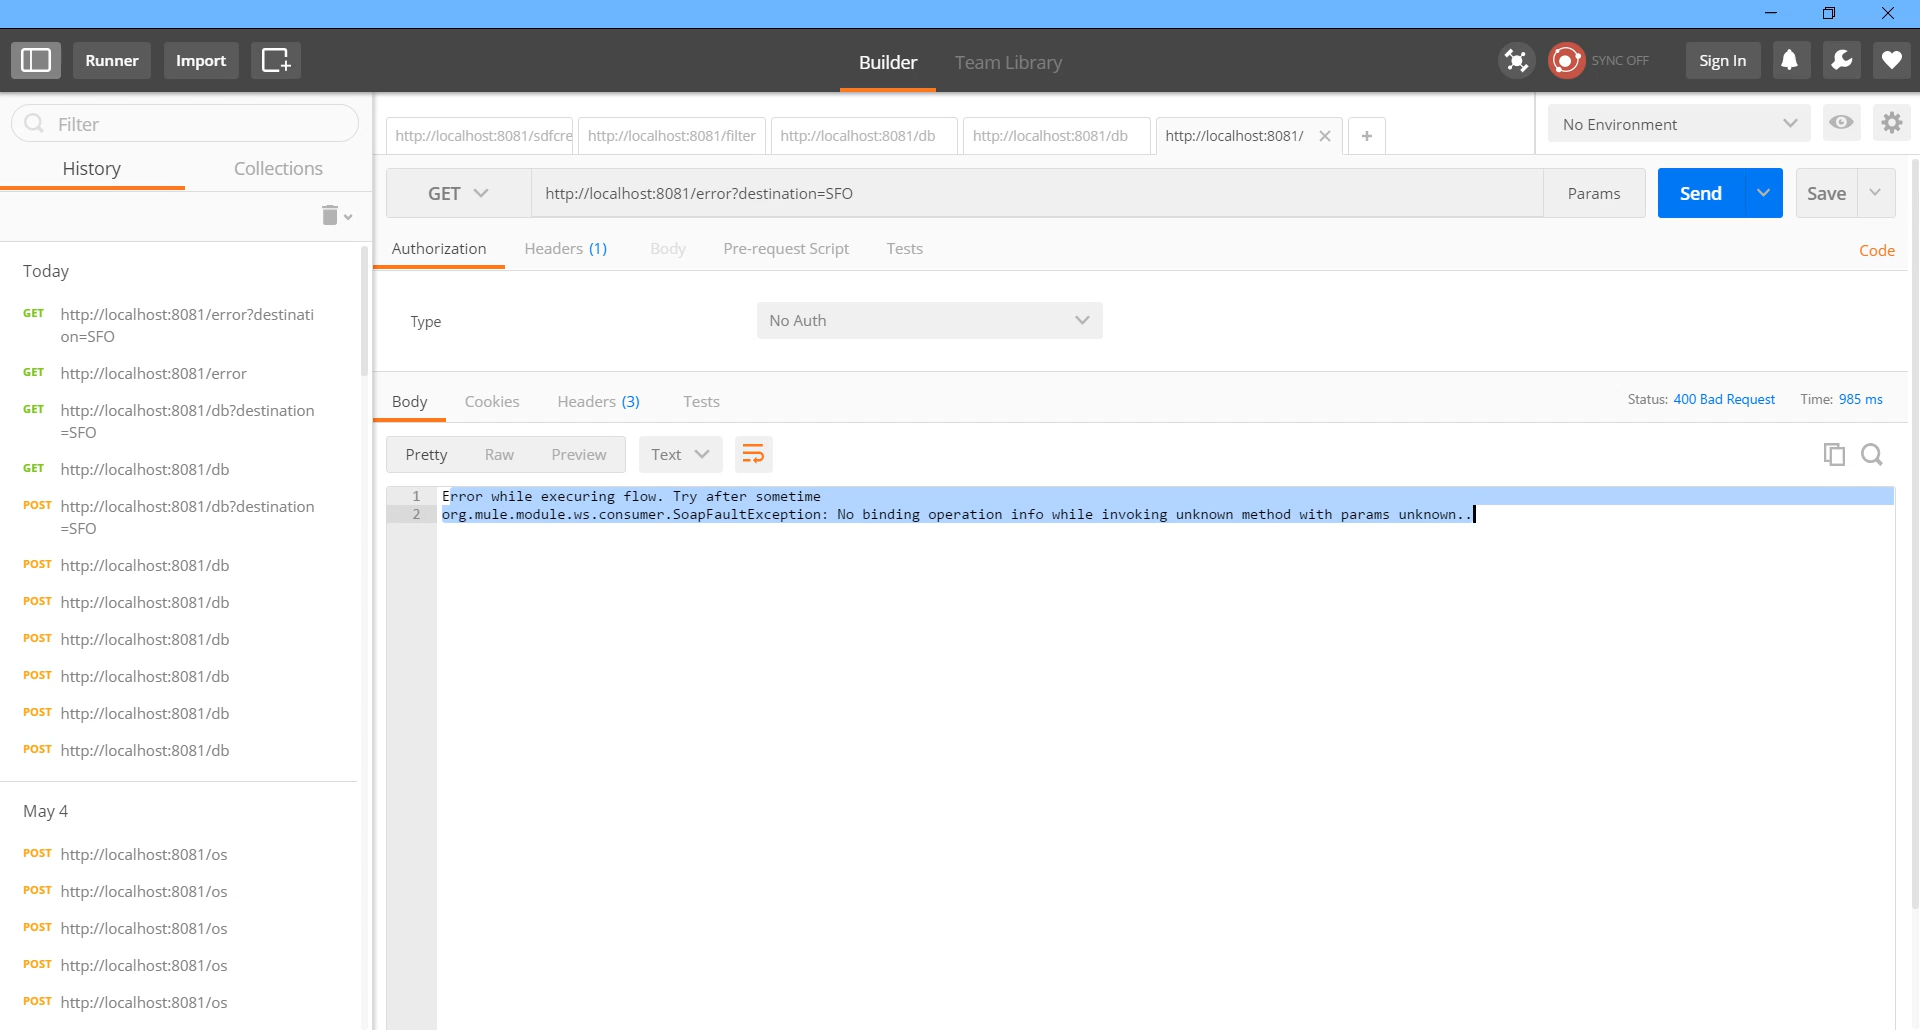 Runner
Import
Builder
Team Library
SYNC OFF
Sign In
Filter
History
Collections
Today
GET http://localhost:8081/error?destinati
on=SFO
GET http://localhost:8081/error
GET http://localhost:8081/db?destination
=SFO
GET http://localhost:8081/db
POST http://localhost:8081/db?destination
=SFO
POST http://localhost:8081/db
POST http://localhost:8081/db
POST http://localhost:8081/db
POST http://localhost:8081/db
POST http://localhost:8081/db
POST http://localhost:8081/db
May 4
POST http://localhost:8081/os
POST http://localhost:8081/os
POST http://localhost:8081/os
POST http://localhost:8081/os
POST http://localhost:8081/os
http://localhost:8081/sdfcre
http://localhost:8081/filter
http://localhost:8081/db
http://localhost:8081/db
http://localhost:8081/
No Environment
GET
http://localhost:8081/error?destination=SFO
Params
Send
Save
Authorization
Headers (1)
Body
Pre-request Script
Tests
Code
Type
No Auth
Body
Cookies
Headers (3)
Tests
Status: 400 Bad Request
Time: 985 ms
Pretty
Raw
Preview
Text
1 Error while execuring flow. Try after sometime
2 org.mule.module.ws.consumer.SoapFaultException: No binding operation info while invoking unknown method with params unknown..